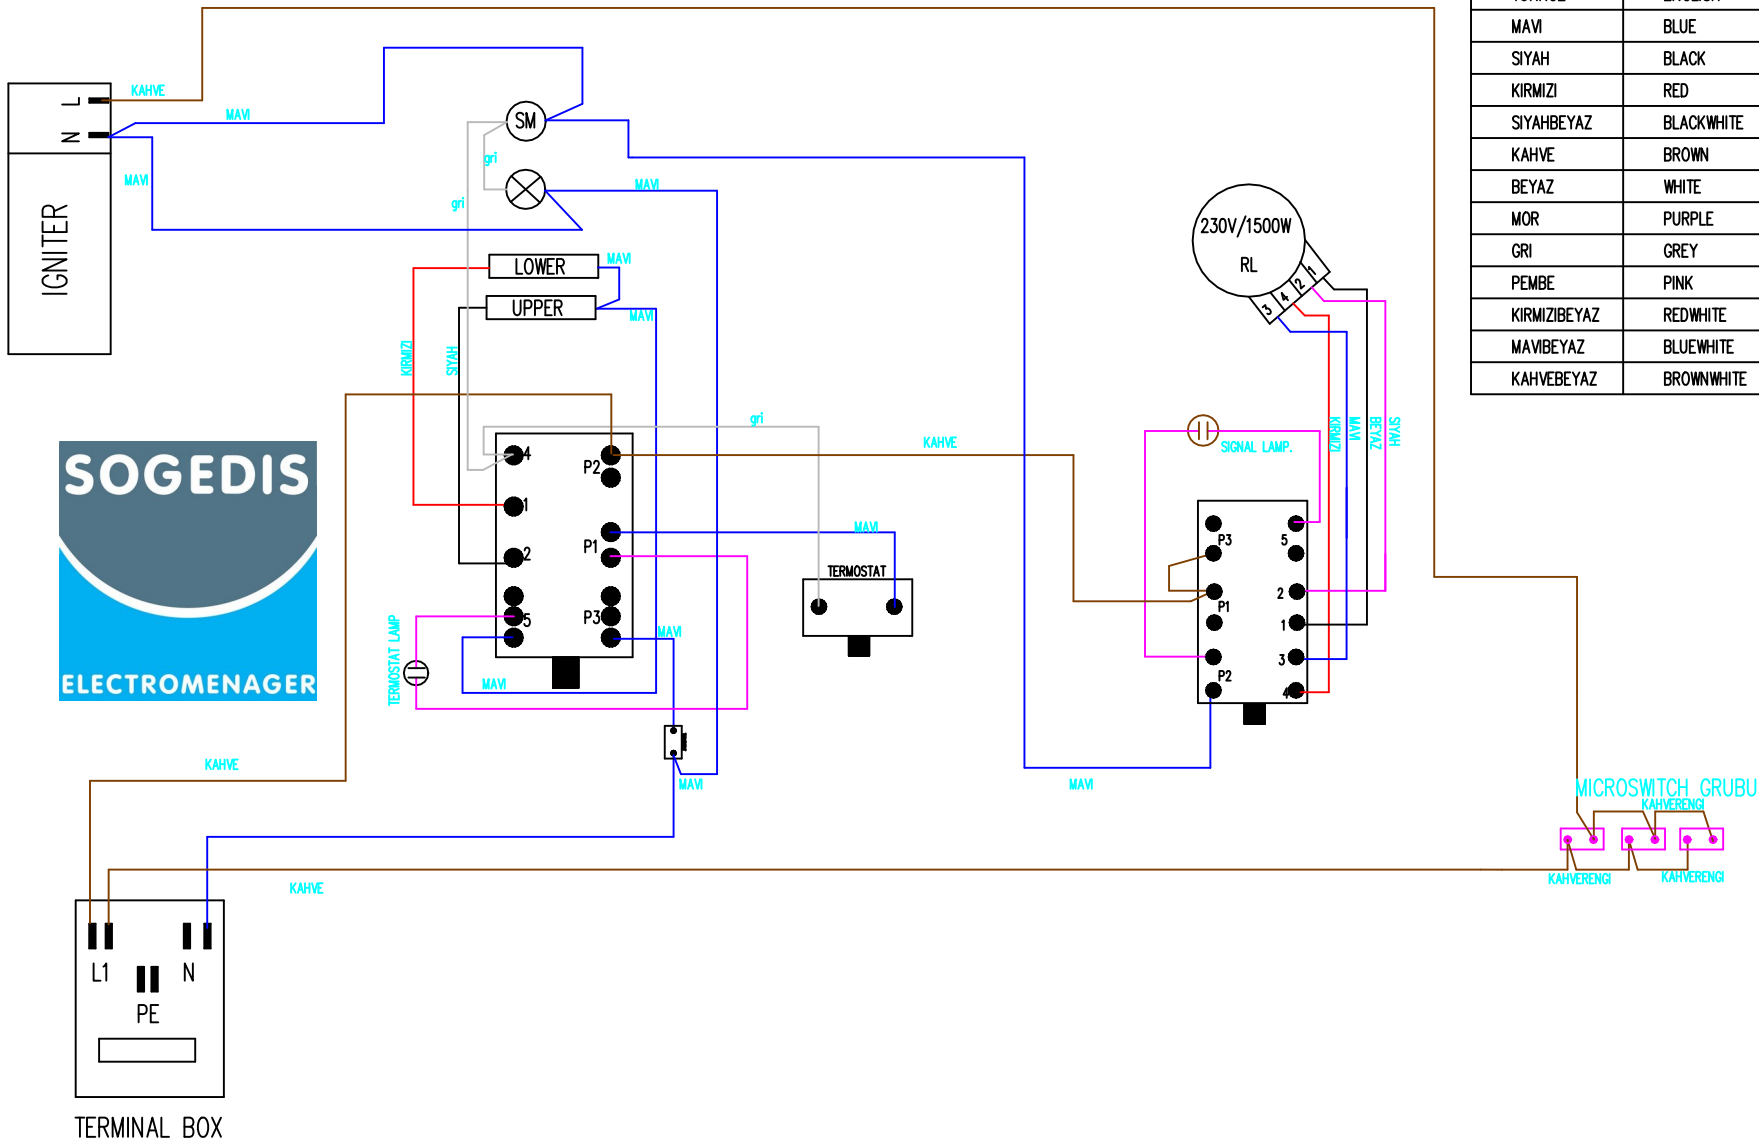 MAVI BLUE
SIYAH BLACK
KIRMIZI RED
SIYAHBEYAZ BLACKWHITE
KAHVE BROWN
BEYAZ WHITE
MOR PURPLE
GRI GREY
PEMBE PINK
KIRMIZIBEYAZ REDWHITE
MAVIBEYAZ BLUEWHITE
KAHVEBEYAZ BROWNWHITE
L
N
IGNITER
KAHVE
MAVI
MAVI
SM
gri
gri
MAVI
LOWER
MAVI
UPPER
MAVI
KIRMIZI
SIYAH
230V/1500W
RL
1
2
4
3
SOGEDIS
ELECTROMENAGER
4
P2
1
P1
2
P3
5
gri
KAHVE
MAVI
TERMOSTAT
TERMOSTAT LAMP
MAVI
MAVI
MAVI
SIGNAL LAMP.
KIRMIZI
MAVI
SIYAH
BEYAZ
P3
5
2
P1
1
3
P2
4
MAVI
KAHVE
KAHVE
MICROSWITCH GRUBU
KAHVERENGI
KAHVERENGI
KAHVERENGI
L1
N
PE
TERMINAL BOX